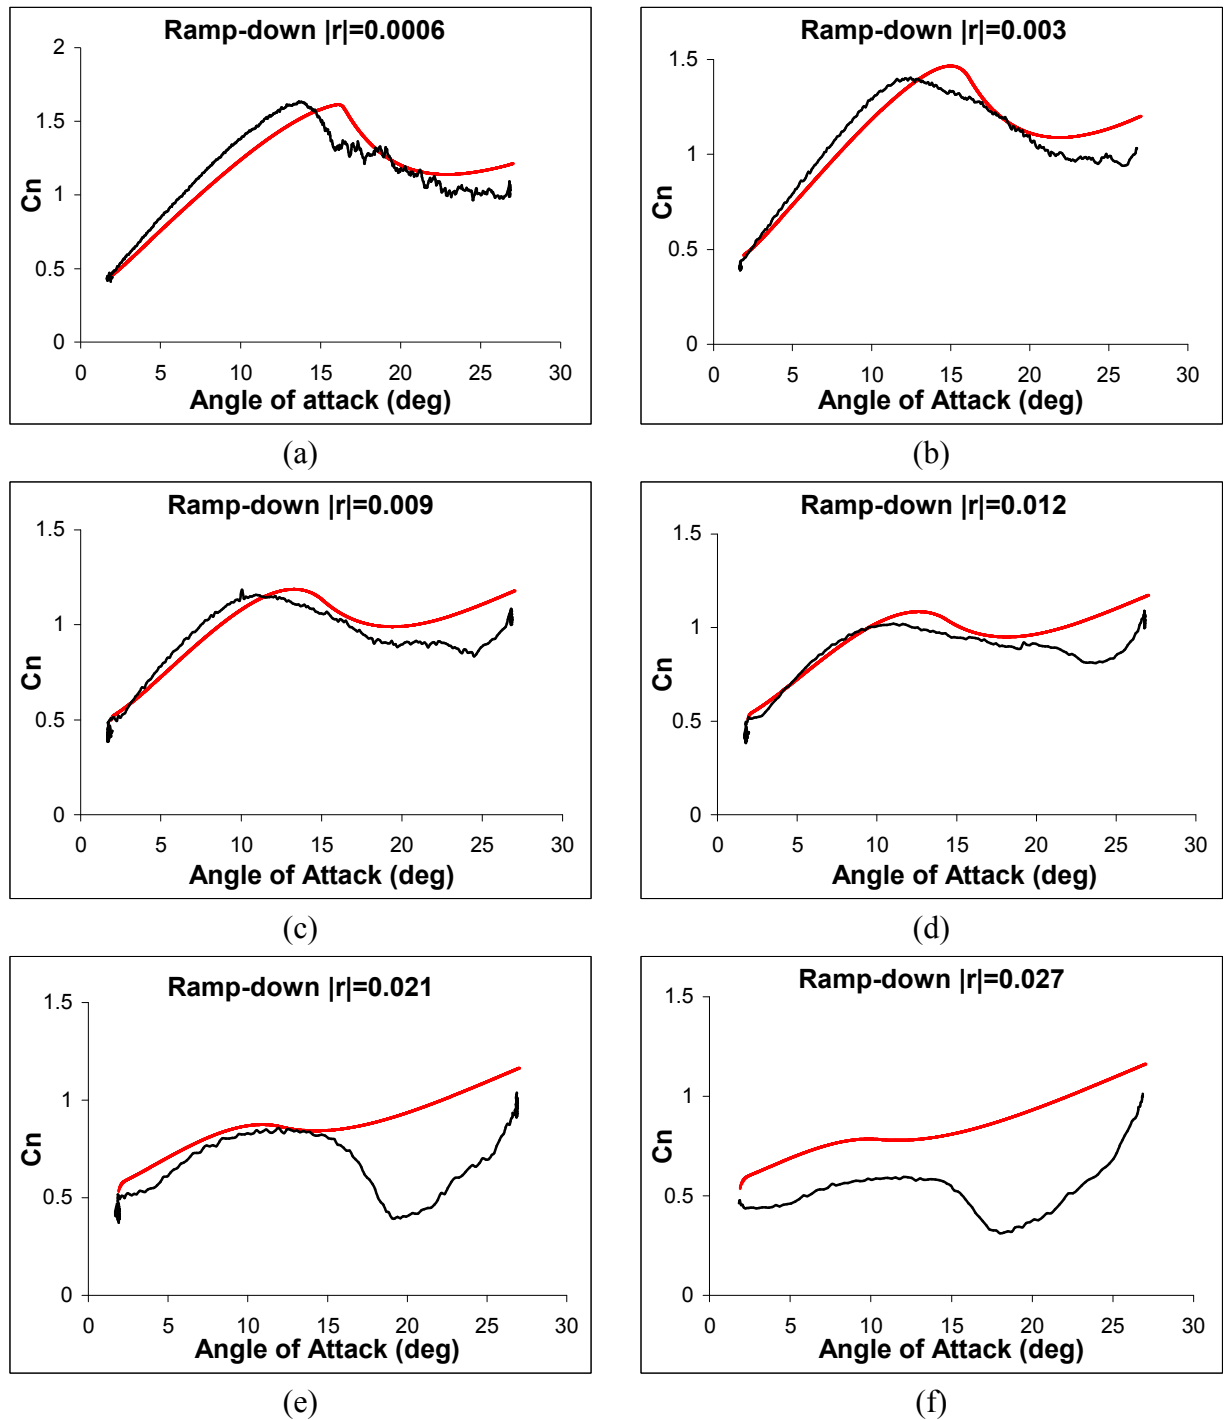 Ramp-down |r|=0.0006
2
1.5
1
0.5
0
Cn
0 5 10 15 20 25 30
Angle of attack (deg)
(a)
Ramp-down |r|=0.003
1.5
1
0.5
0
Cn
0 5 10 15 20 25 30
Angle of Attack (deg)
(b)
Ramp-down |r|=0.009
1.5
1
0.5
0
Cn
0 5 10 15 20 25 30
Angle of Attack (deg)
(c)
Ramp-down |r|=0.012
1.5
1
0.5
0
Cn
0 5 10 15 20 25 30
Angle of Attack (deg)
(d)
Ramp-down |r|=0.021
1.5
1
0.5
0
Cn
0 5 10 15 20 25 30
Angle of Attack (deg)
(e)
Ramp-down |r|=0.027
1.5
1
0.5
0
Cn
0 5 10 15 20 25 30
Angle of Attack (deg)
(f)